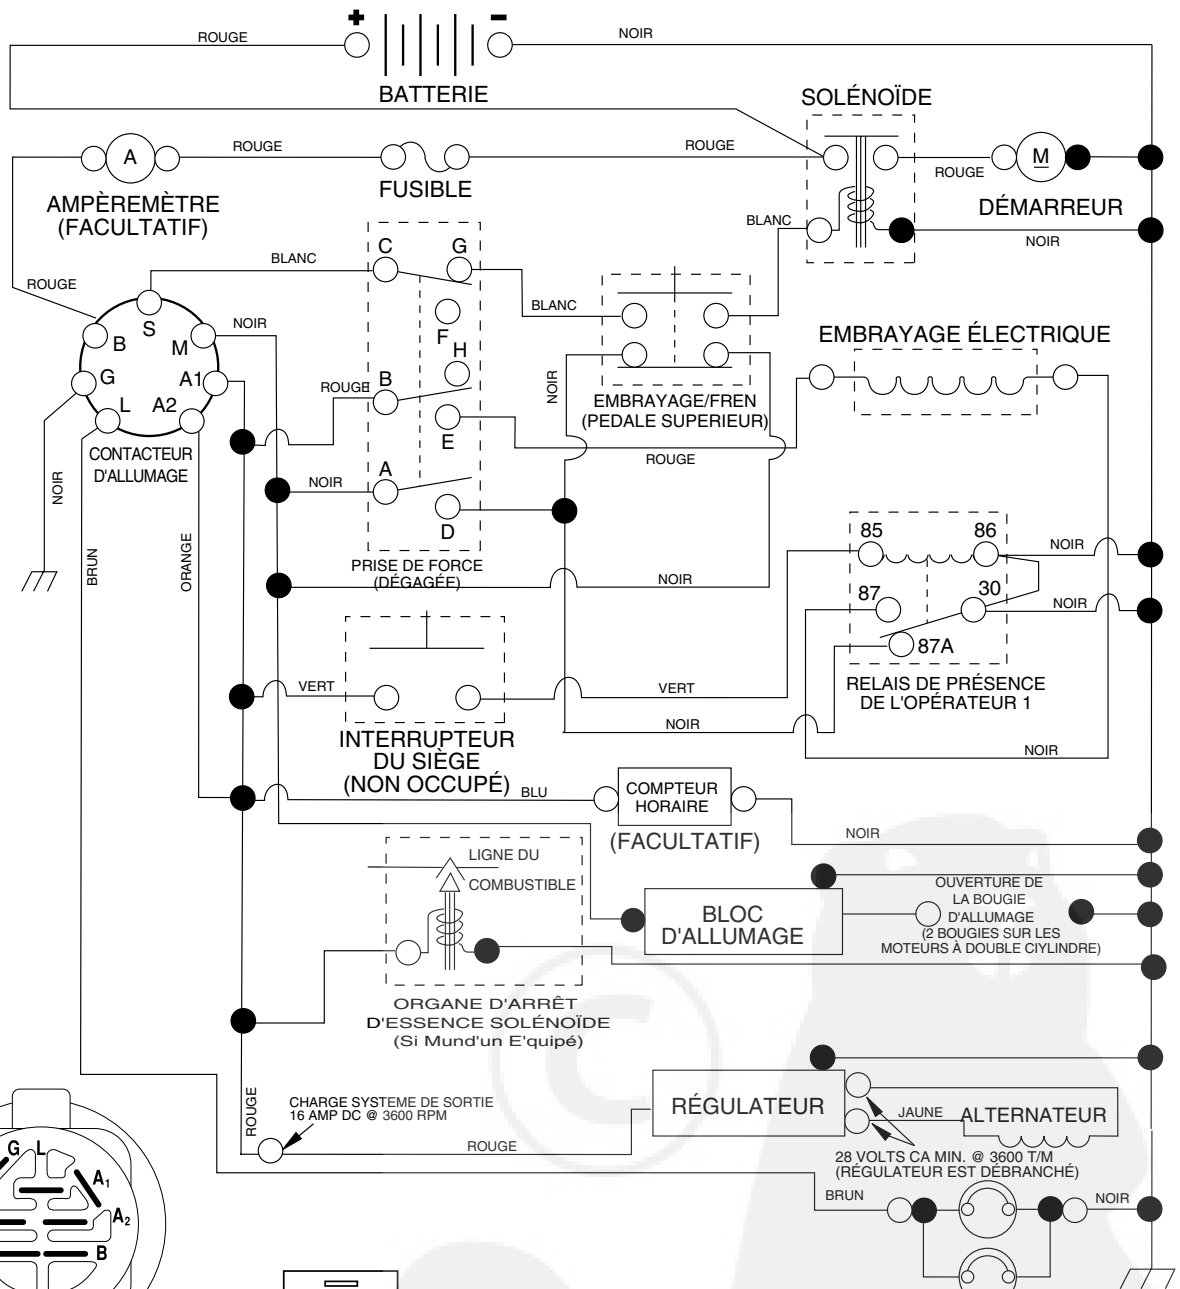 + -
ROUGE
NOIR
BATTERIE
SOLÉNOÏDE
A
ROUGE
ROUGE
ROUGE
M
AMPÈREMÈTRE
(FACULTATIF)
FUSIBLE
DÉMARREUR
BLANC
NOIR
ROUGE
BLANC
C G
BLANC
S
B
M
G
A1
L A2
NOIR
F
H
ROUGE B
E
NOIR
EMBRAYAGE/FREN
(PEDALE SUPERIEUR)
EMBRAYAGE ÉLECTRIQUE
ROUGE
CONTACTEUR
D'ALLUMAGE
NOIR
BRUN
ORANGE
NOIR
A
D
PRISE DE FORCE
(DÉGAGÉE)
NOIR
85 86
NOIR
87 30
NOIR
87A
RELAIS DE PRÉSENCE
DE L'OPÉRATEUR 1
VERT
VERT
NOIR
NOIR
INTERRUPTEUR
DU SIÈGE
(NON OCCUPÉ)
BLU
COMPTEUR
HORAIRE
(FACULTATIF)
NOIR
LIGNE DU
COMBUSTIBLE
BLOC
D'ALLUMAGE
OUVERTURE DE
LA BOUGIE
D'ALLUMAGE
(2 BOUGIES SUR LES
MOTEURS À DOUBLE CIYLINDRE)
ORGANE D'ARRÊT
D'ESSENCE SOLÉNOÏDE
(Si Mund'un E'quipé)
ROUGE
CHARGE SYSTEME DE SORTIE
16 AMP DC @ 3600 RPM
ROUGE
RÉGULATEUR
JAUNE
ALTERNATEUR
28 VOLTS CA MIN. @ 3600 T/M
(RÉGULATEUR EST DÉBRANCHÉ)
BRUN
NOIR
G L
A1
A2
B
©